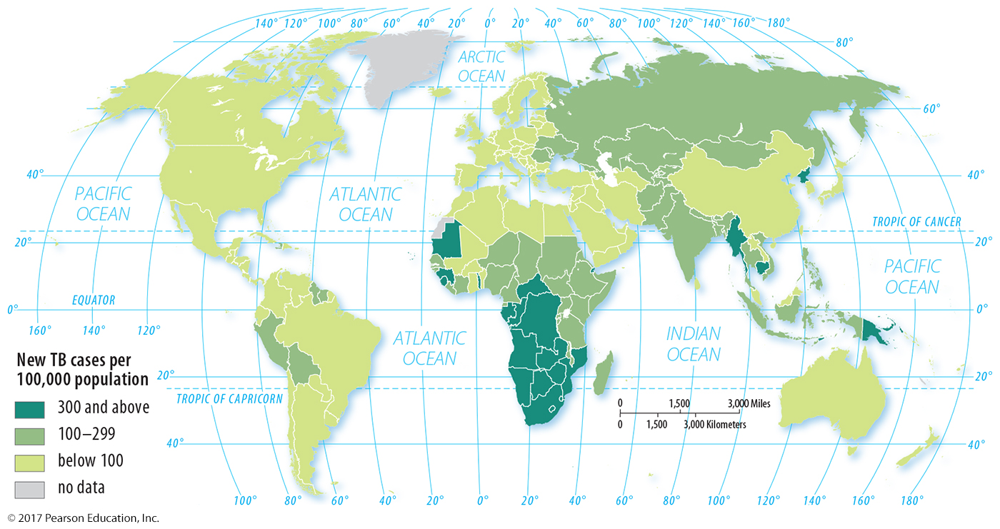 140° 120° 100° 80° 60° 40° 20° 0° 20° 40° 60° 80° 100° 120° 140° 160° 180°
80°
ARCTIC
OCEAN
60°
40°
40°
PACIFIC
OCEAN
ATLANTIC
OCEAN
TROPIC OF CANCER
20°
20°
PACIFIC
OCEAN
EQUATOR
0°
0°
160° 140° 120°
ATLANTIC
OCEAN
INDIAN
OCEAN
New TB cases per
100,000 population
300 and above
100–299
below 100
no data
20°
20°
TROPIC OF CAPRICORN
0 1,500 3,000 Miles
0 1,500 3,000 Kilometers
40°
40°
100° 80° 60° 40° 20° 0° 20° 40° 60° 80° 100° 120° 140° 160° 180°
© 2017 Pearson Education, Inc.